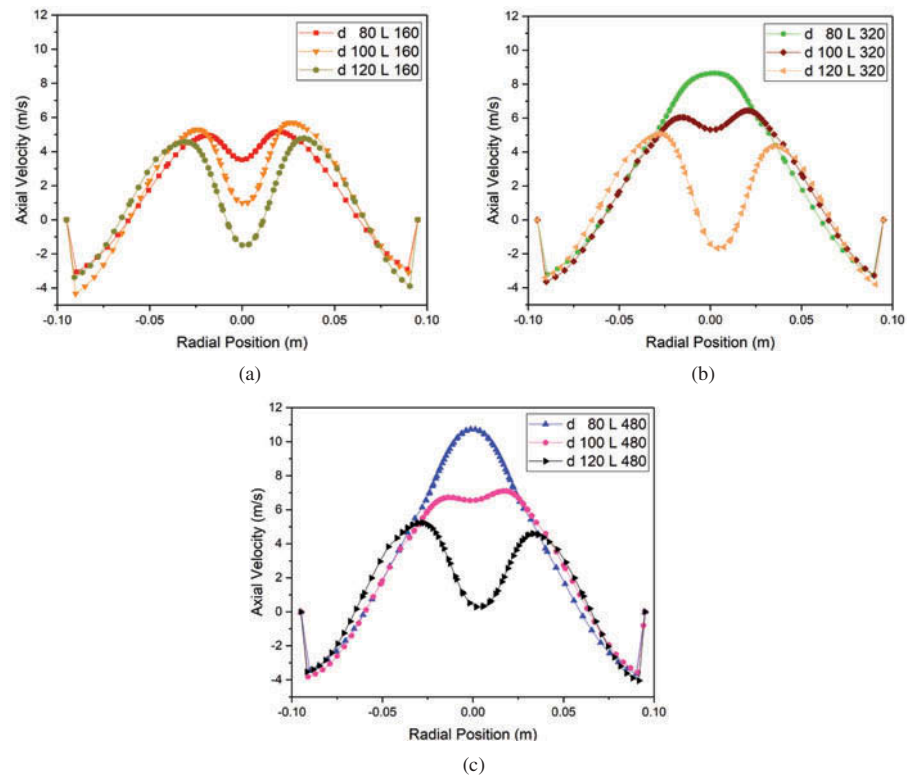 12
10
8
6
4
2
0
-2
-4
Axial Velocity (m/s)
d 80 L 160
d 100 L 160
d 120 L 160
-0.10 -0.05 0.00 0.05 0.10
Radial Position (m)
(a)
12
10
8
6
4
2
0
-2
-4
Axial Velocity (m/s)
d 80 L 320
d 100 L 320
d 120 L 320
-0.10 -0.05 0.00 0.05 0.10
Radial Position (m)
(b)
12
10
8
6
4
2
0
-2
-4
Axial Velocity (m/s)
d 80 L 480
d 100 L 480
d 120 L 480
-0.10 -0.05 0.00 0.05 0.10
Radial Position (m)
(c)